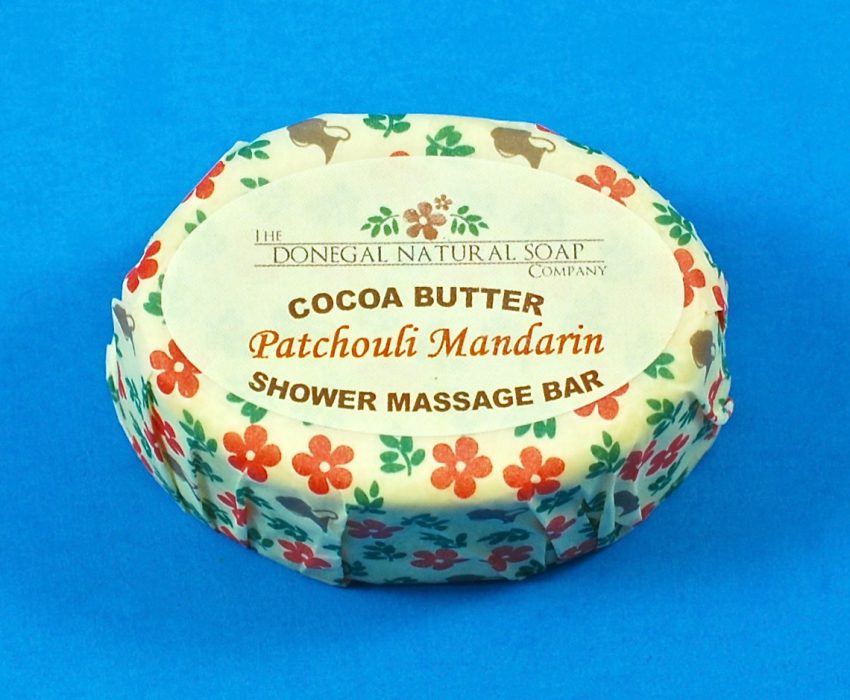 THE
DONEGAL NATURAL SOAP
COMPANY
COCOA BUTTER
Patchouli Mandarin
SHOWER MASSAGE BAR